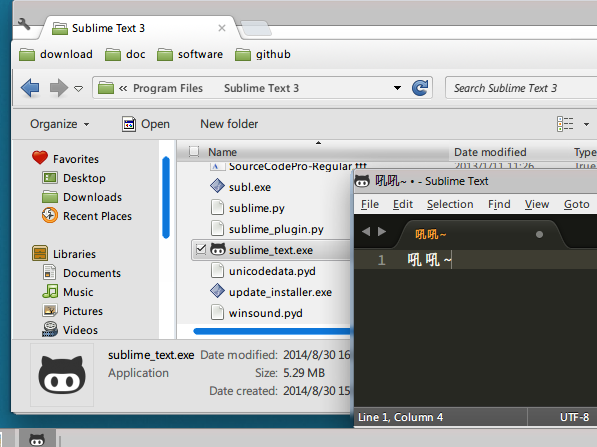 Sublime Text 3
download doc software github
« Program Files Sublime Text 3 Search Sublime Text 3
Organize Open New folder
Name Date modified Type
Favorites
Desktop
Downloads
Recent Places
Libraries
Documents
Music
Pictures
Videos
SourceCodePro-Regular.ttf 2013/1/11 11:26
subl.exe
sublime.py
sublime_plugin.py
sublime_text.exe
unicodedata.pyd
update_installer.exe
winsound.pyd
sublime_text.exe Date modified: 2014/8/30 16
Application Size: 5.29 MB
Date created: 2014/8/30 15
吼吼~ • - Sublime Text
File Edit Selection Find View Goto
吼吼~
1 吼吼~
Line 1, Column 4 UTF-8